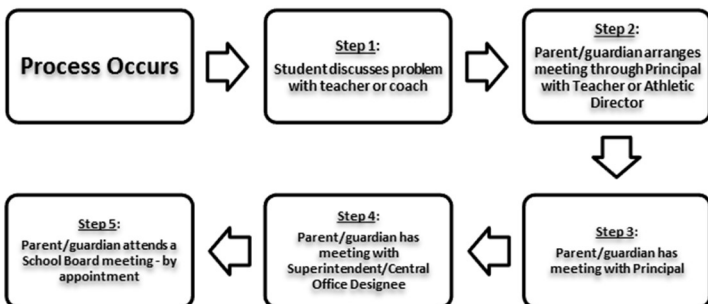 Process Occurs
Step 1:
Student discusses problem
with teacher or coach
Step 2:
Parent/guardian arranges
meeting through Principal
with Teacher or Athletic
Director
Step 3:
Parent/guardian has
meeting with Principal
Step 4:
Parent/guardian has
meeting with
Superintendent/Central
Office Designee
Step 5:
Parent/guardian attends a
School Board meeting - by
appointment